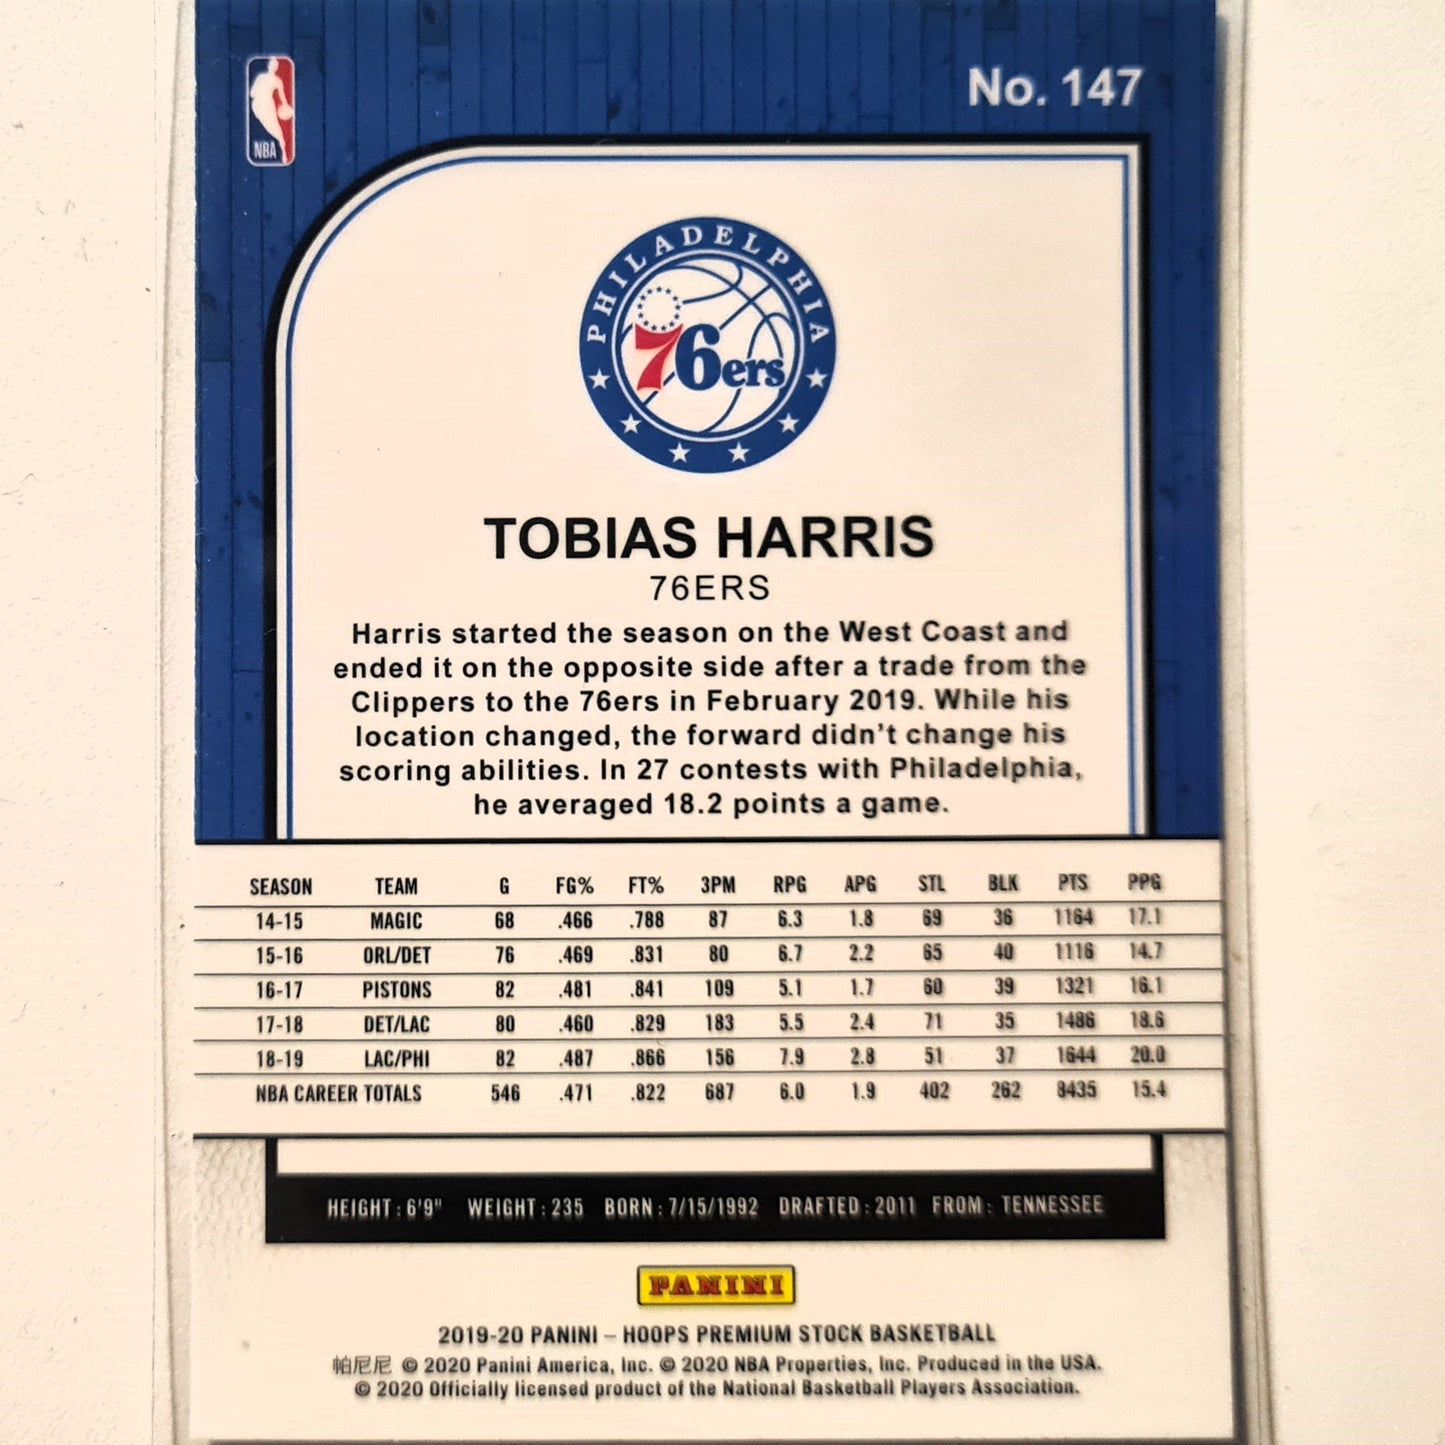 No. 147
NBA
PHILADELPHIA
76ers
TOBIAS HARRIS
76ERS
Harris started the season on the West Coast and
ended it on the opposite side after a trade from the
Clippers to the 76ers in February 2019. While his
location changed, the forward didn't change his
scoring abilities. In 27 contests with Philadelphia,
he averaged 18.2 points a game.
SEASON TEAM G FG% FT% 3PM RPG APG STL BLK PTS PPG
14-15 MAGIC 68 .466 .788 87 6.3 1.8 69 36 1164 17.1
15-16 ORL/DET 76 .469 .831 80 6.7 2.2 65 40 1116 14.7
16-17 PISTONS 82 .481 .841 109 5.1 1.7 60 39 1321 16.1
17-18 DET/LAC 80 .460 .829 183 5.5 2.4 71 35 1486 18.6
18-19 LAC/PHI 82 .487 .866 156 7.9 2.8 51 37 1644 20.0
NBA CAREER TOTALS 546 .471 .822 687 6.0 1.9 402 262 8435 15.4
HEIGHT: 6'9" WEIGHT: 235 BORN: 7/15/1992 DRAFTED: 2011 FROM: TENNESSEE
PANINI
2019-20 PANINI – HOOPS PREMIUM STOCK BASKETBALL
帕尼尼 © 2020 Panini America, Inc. © 2020 NBA Properties, Inc. Produced in the USA.
© 2020 Officially licensed product of the National Basketball Players Association.